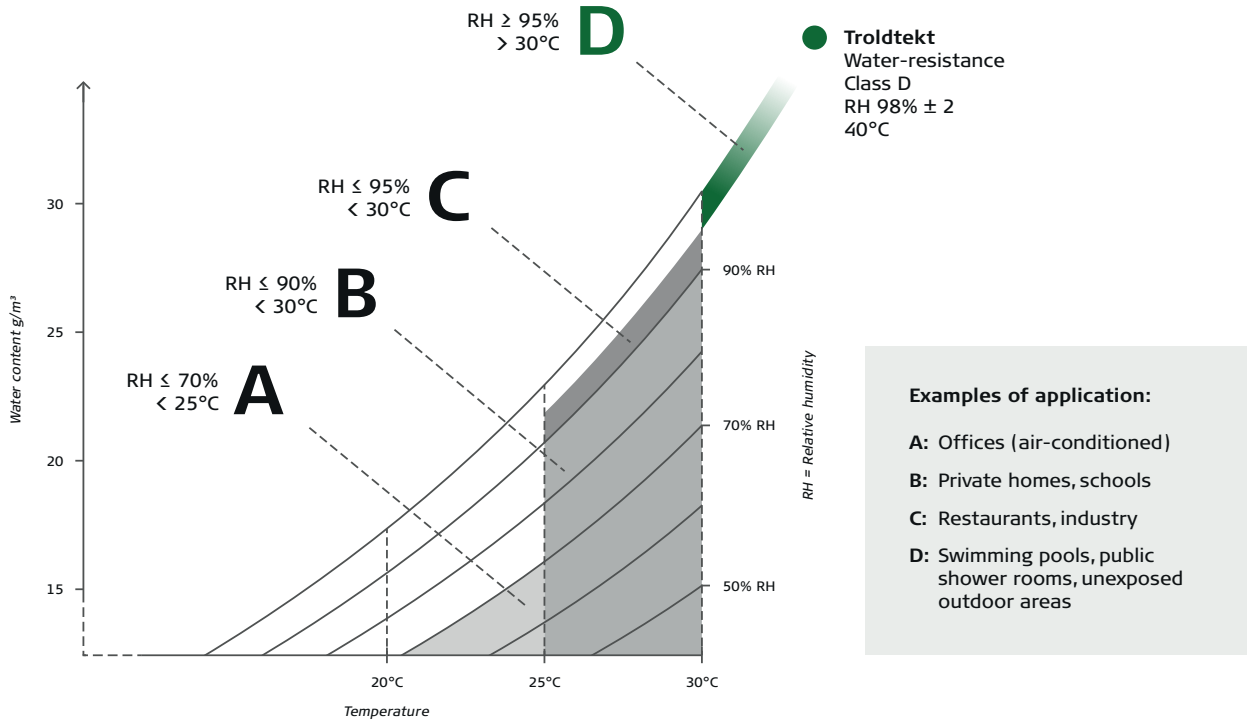 RH ≥ 95%
> 30°C
D
Troldtekt
Water-resistance
Class D
RH 98% ± 2
40°C
RH ≤ 95%
< 30°C
C
RH ≤ 90%
< 30°C
B
RH ≤ 70%
< 25°C
A
Water content g/m³
30
25
20
15
20°C
25°C
30°C
Temperature
90% RH
70% RH
50% RH
RH = Relative humidity
Examples of application:
A: Offices (air-conditioned)
B: Private homes, schools
C: Restaurants, industry
D: Swimming pools, public
shower rooms, unexposed
outdoor areas